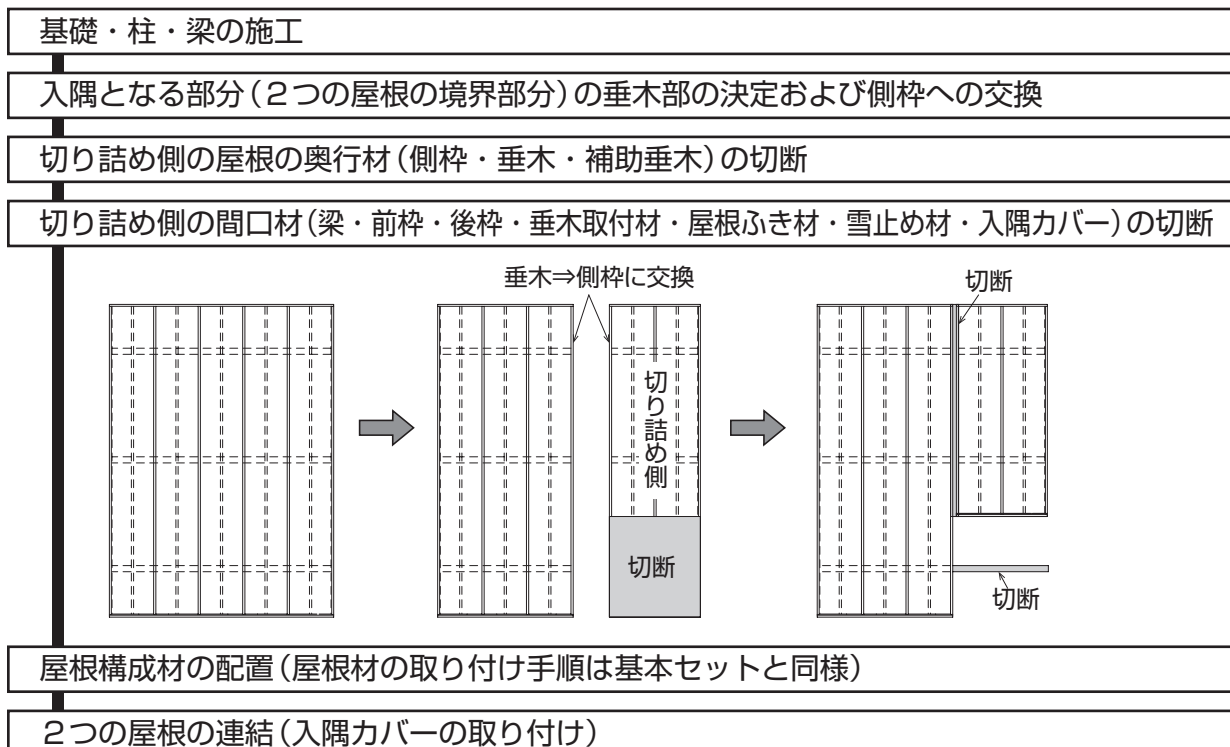 基礎・柱・梁の施工
入隅となる部分(２つの屋根の境界部分)の垂木部の決定および側枠への交換
切り詰め側の屋根の奥行材(側枠・垂木・補助垂木)の切断
切り詰め側の間口材(梁・前枠・後枠・垂木取付材・屋根ふき材・雪止め材・入隅カバー)の切断
垂木⇒側枠に交換
切断
切り詰め側
切断
切断
屋根構成材の配置(屋根材の取り付け手順は基本セットと同様)
２つの屋根の連結(入隅カバーの取り付け)